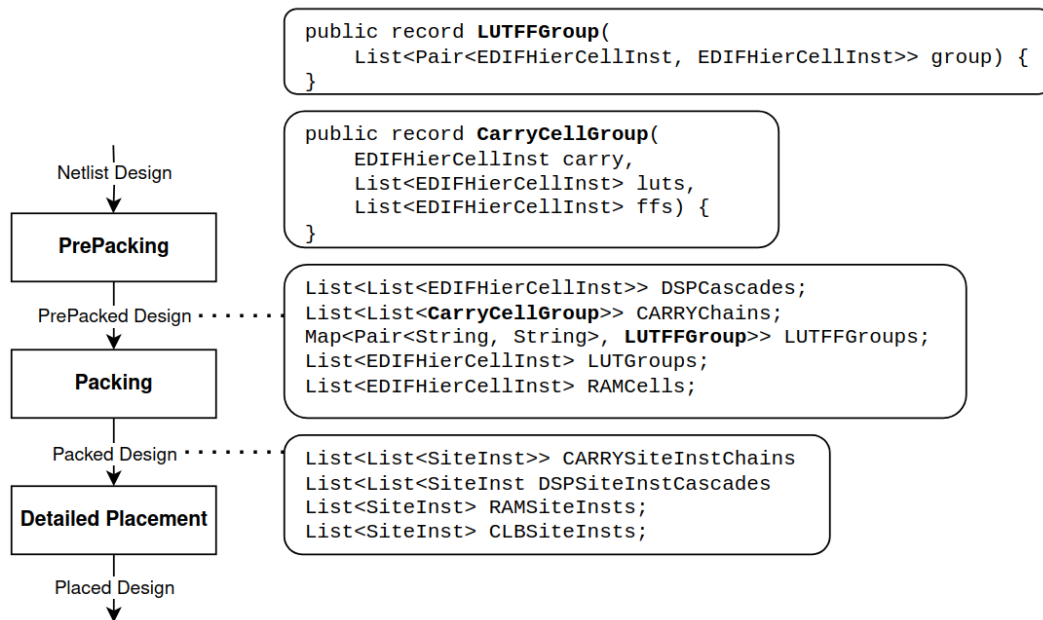 public record LUTFFGroup(
    List<Pair<EDIFHierCellInst, EDIFHierCellInst>> group) {
}
public record CarryCellGroup(
    EDIFHierCellInst carry,
    List<EDIFHierCellInst> luts,
    List<EDIFHierCellInst> ffs) {
}
Netlist Design
PrePacking
PrePacked Design
List<List<EDIFHierCellInst>> DSPCascades;
List<List<CarryCellGroup>> CARRYChains;
Map<Pair<String, String>, LUTFFGroup>> LUTFFGroups;
List<EDIFHierCellInst> LUTGroups;
List<EDIFHierCellInst> RAMCells;
Packing
Packed Design
List<List<SiteInst>> CARRYSiteInstChains
List<List<SiteInst DSPSiteInstCascades
List<SiteInst> RAMSiteInsts;
List<SiteInst> CLBSiteInsts;
Detailed Placement
Placed Design